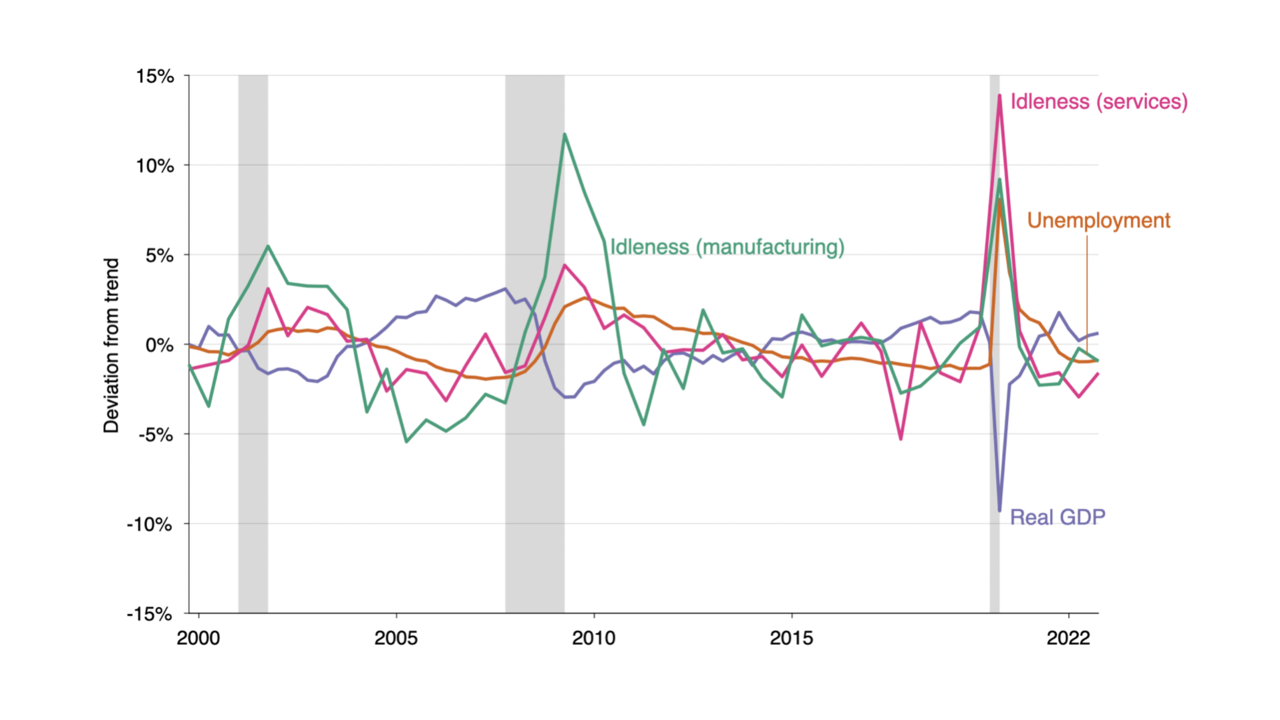 15%
10%
5%
0%
-5%
-10%
-15%
Deviation from trend
Idleness (services)
Unemployment
Idleness (manufacturing)
Real GDP
2000
2005
2010
2015
2022